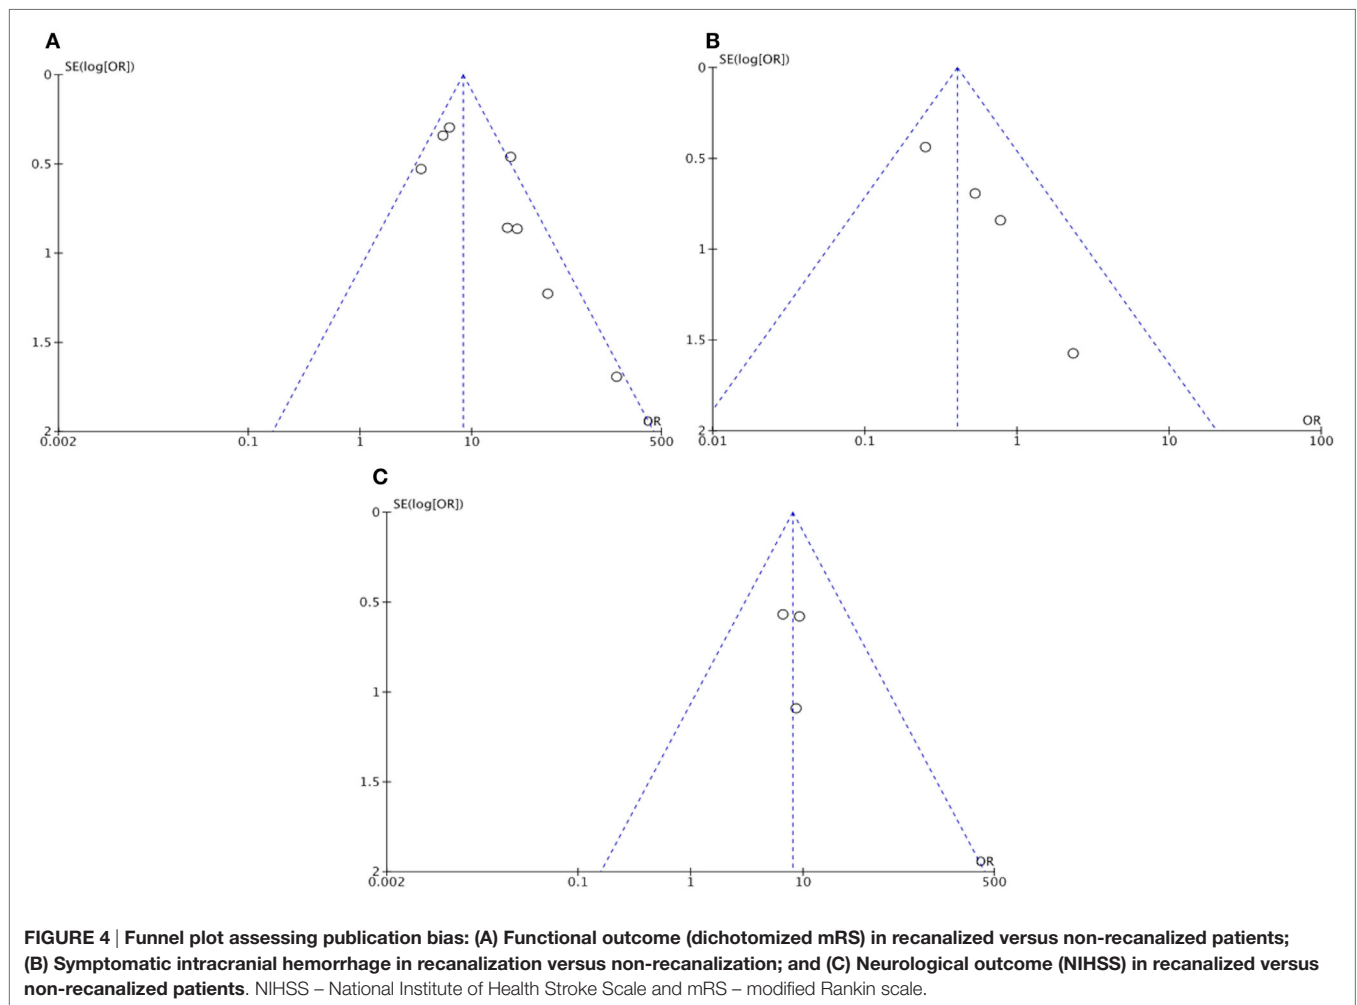 A
SE(log[OR])
0
0.5
1
1.5
2
OR
0.002
0.1
1
10
500
B
SE(log[OR])
0
0.5
1
1.5
2
OR
0.01
0.1
1
10
100
C
SE(log[OR])
0
0.5
1
1.5
2
OR
0.002
0.1
1
10
500
FIGURE 4 | Funnel plot assessing publication bias: (A) Functional outcome (dichotomized mRS) in recanalized versus non-recanalized patients;
(B) Symptomatic intracranial hemorrhage in recanalization versus non-recanalization; and (C) Neurological outcome (NIHSS) in recanalized versus
non-recanalized patients. NIHSS – National Institute of Health Stroke Scale and mRS – modified Rankin scale.